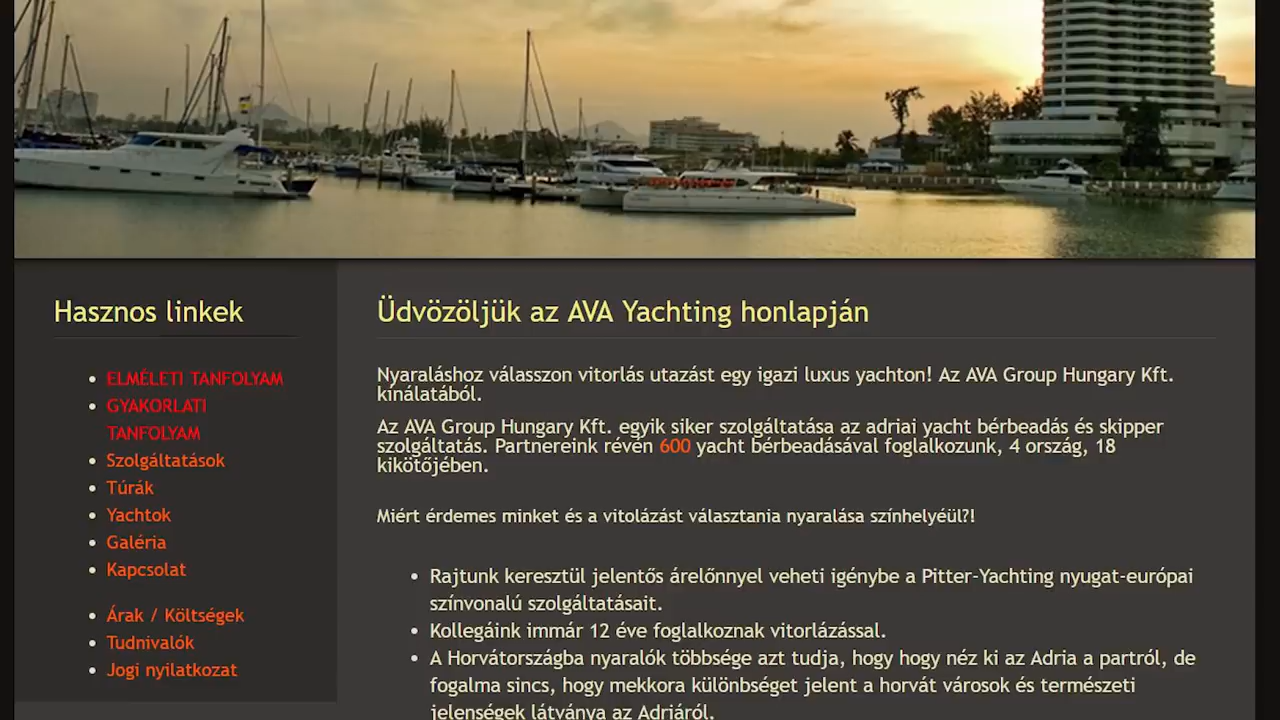 Hasznos linkek
ELMÉLETI TANFOLYAM
GYAKORLATI
TANFOLYAM
Szolgáltatások
Túrák
Yachtok
Galéria
Kapcsolat
Árak / Költségek
Tudnivalók
Jogi nyilatkozat
Üdvözöljük az AVA Yachting honlapján
Nyaraláshoz válasszon vitorlás utazást egy igazi luxus yachton! Az AVA Group Hungary Kft.
kínálatából.
Az AVA Group Hungary Kft. egyik siker szolgáltatása az adriai yacht bérbeadás és skipper
szolgáltatás. Partnereink révén 600 yacht bérbeadásával foglalkozunk, 4 ország, 18
kikötőjében.
Miért érdemes minket és a vitolázást választania nyaralása színhelyéül?!
Rajtunk keresztül jelentős árelőnnyel veheti igénybe a Pitter-Yachting nyugat-európai
színvonalú szolgáltatásait.
Kollegáink immár 12 éve foglalkoznak vitorlázással.
A Horvátországba nyaralók többsége azt tudja, hogy hogy néz ki az Adria a partról, de
fogalma sincs, hogy mekkora különbséget jelent a horvát városok és természeti
jelenségek látványa az Adriáról.